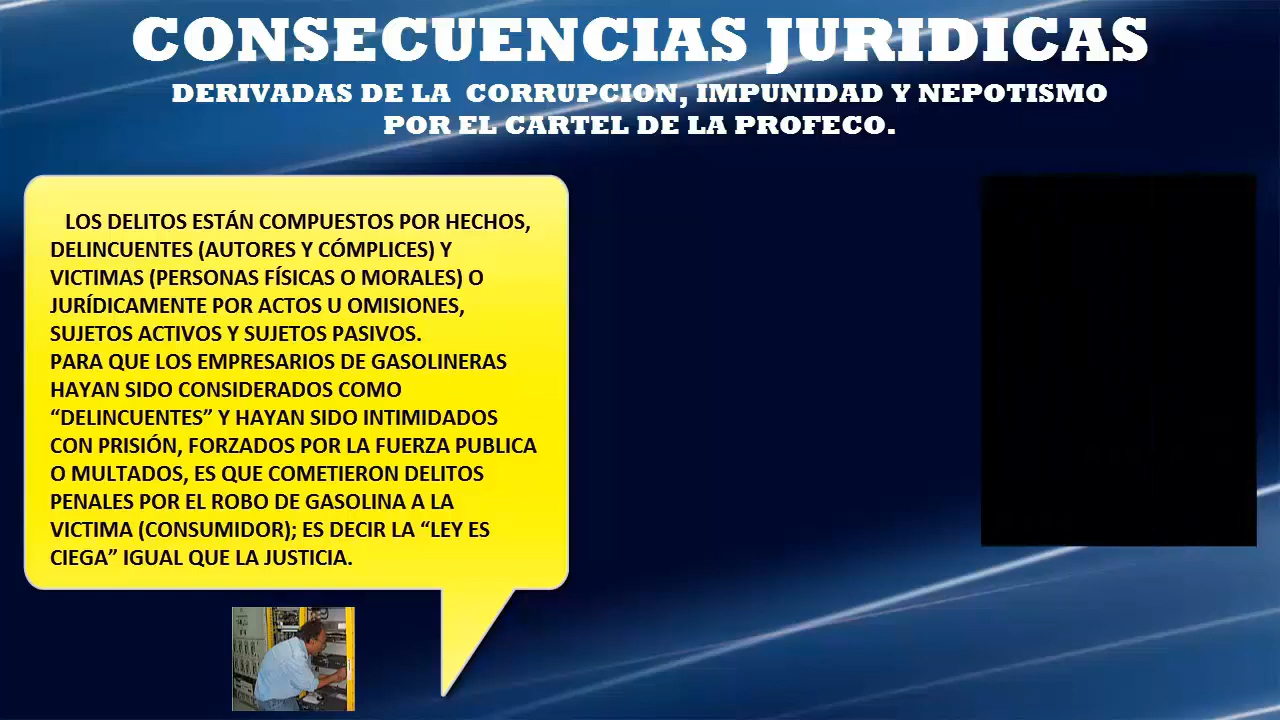 CONSECUENCIAS JURIDICAS
DERIVADAS DE LA CORRUPCION, IMPUNIDAD Y NEPOTISMO
POR EL CARTEL DE LA PROFECO.
LOS DELITOS ESTÁN COMPUESTOS POR HECHOS,
DELINCUENTES (AUTORES Y CÓMPLICES) Y
VICTIMAS (PERSONAS FÍSICAS O MORALES) O
JURÍDICAMENTE POR ACTOS U OMISIONES,
SUJETOS ACTIVOS Y SUJETOS PASIVOS.
PARA QUE LOS EMPRESARIOS DE GASOLINERAS
HAYAN SIDO CONSIDERADOS COMO
“DELINCUENTES” Y HAYAN SIDO INTIMIDADOS
CON PRISIÓN, FORZADOS POR LA FUERZA PUBLICA
O MULTADOS, ES QUE COMETIERON DELITOS
PENALES POR EL ROBO DE GASOLINA A LA
VICTIMA (CONSUMIDOR); ES DECIR LA “LEY ES
CIEGA” IGUAL QUE LA JUSTICIA.